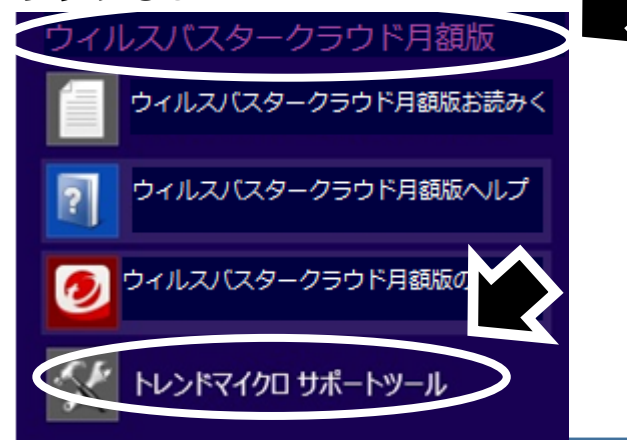 ウィルスバスタークラウド月額版
ウィルスバスタークラウド月額版お読みく
ウィルスバスタークラウド月額版ヘルプ
ウィルスバスタークラウド月額版の
トレンドマイクロ サポートツール